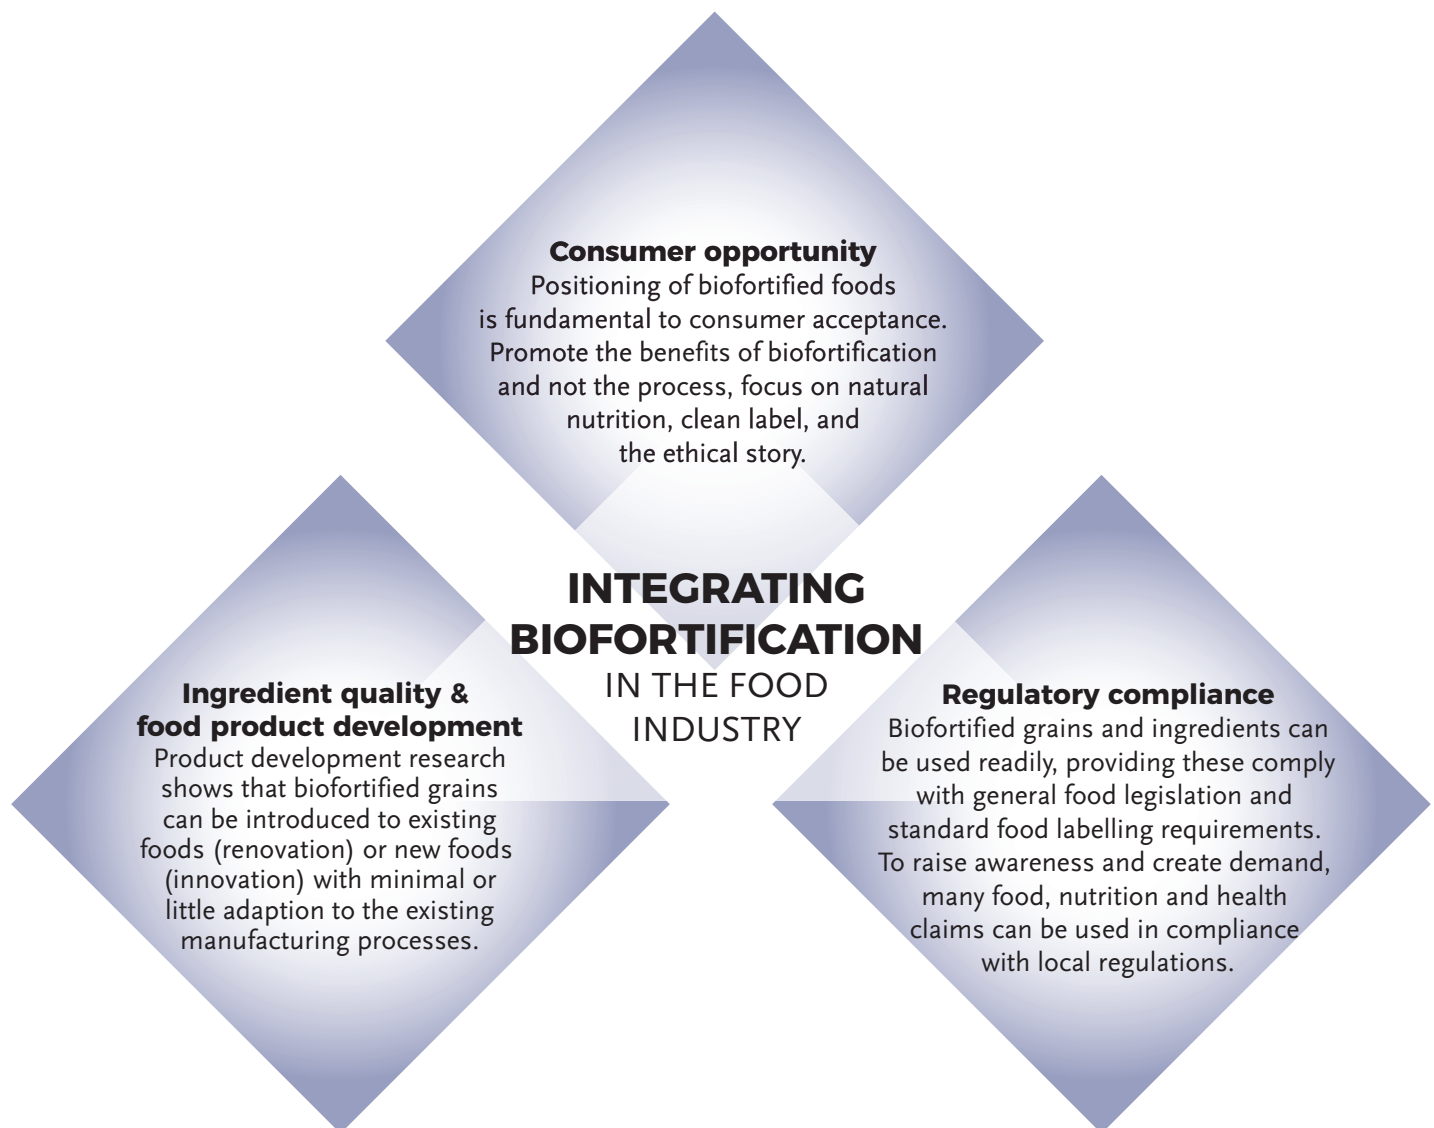 Consumer opportunity
Positioning of biofortified foods
is fundamental to consumer acceptance.
Promote the benefits of biofortification
and not the process, focus on natural
nutrition, clean label, and
the ethical story.
INTEGRATING
BIOFORTIFICATION
IN THE FOOD
INDUSTRY
Ingredient quality &
food product development
Product development research
shows that biofortified grains
can be introduced to existing
foods (renovation) or new foods
(innovation) with minimal or
little adaption to the existing
manufacturing processes.
Regulatory compliance
Biofortified grains and ingredients can
be used readily, providing these comply
with general food legislation and
standard food labelling requirements.
To raise awareness and create demand,
many food, nutrition and health
claims can be used in compliance
with local regulations.